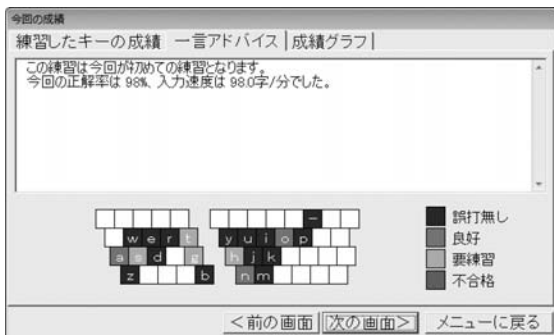 今回の成績
練習したキーの成績 一言アドバイス 成績グラフ
この練習は今回が初めての練習となります。
今回の正解率は 98%、入力速度は 98.0字/分でした。
−
w e r t y u i o p
a s d g h j k
z b n m
誤打無し
良好
要練習
不合格
<前の画面 次の画面> メニューに戻る